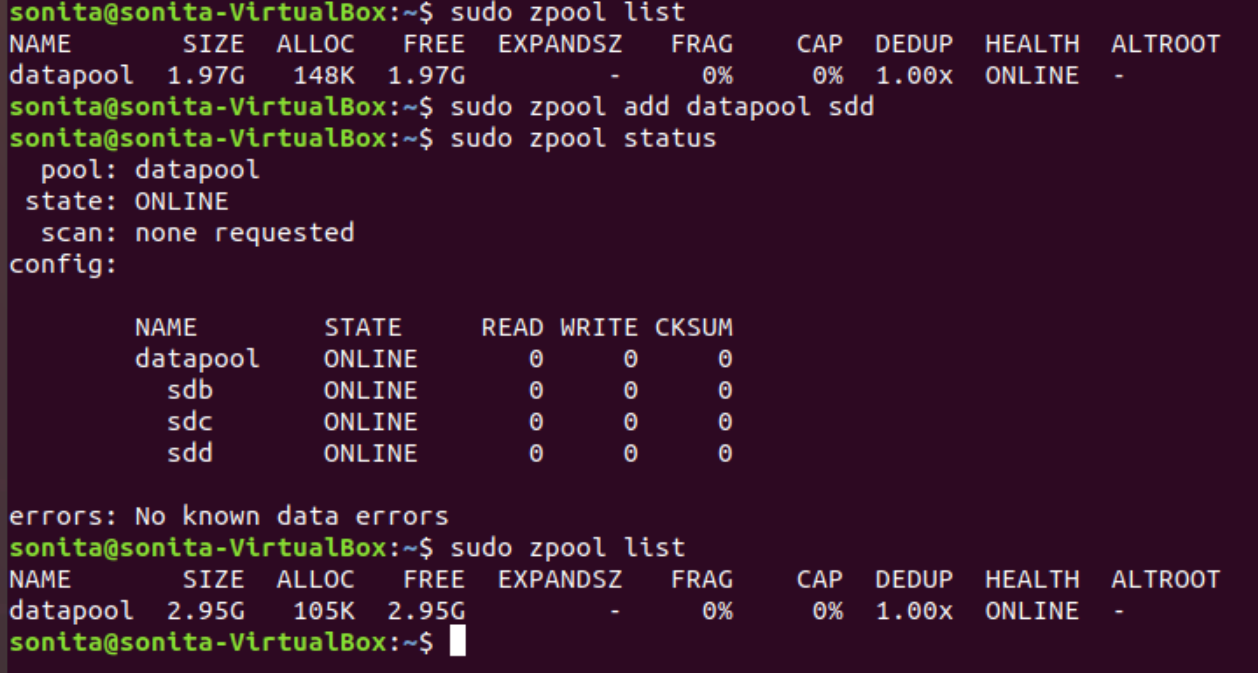 sonita@sonita-VirtualBox:~$ sudo zpool list
NAME       SIZE  ALLOC   FREE  EXPANDSZ   FRAG    CAP  DEDUP  HEALTH  ALTROOT
datapool  1.97G   148K  1.97G         -     0%     0%  1.00x  ONLINE  -
sonita@sonita-VirtualBox:~$ sudo zpool add datapool sdd
sonita@sonita-VirtualBox:~$ sudo zpool status
  pool: datapool
 state: ONLINE
  scan: none requested
config:

        NAME        STATE     READ WRITE CKSUM
        datapool    ONLINE       0     0     0
          sdb       ONLINE       0     0     0
          sdc       ONLINE       0     0     0
          sdd       ONLINE       0     0     0

errors: No known data errors
sonita@sonita-VirtualBox:~$ sudo zpool list
NAME       SIZE  ALLOC   FREE  EXPANDSZ   FRAG    CAP  DEDUP  HEALTH  ALTROOT
datapool  2.95G   105K  2.95G         -     0%     0%  1.00x  ONLINE  -
sonita@sonita-VirtualBox:~$